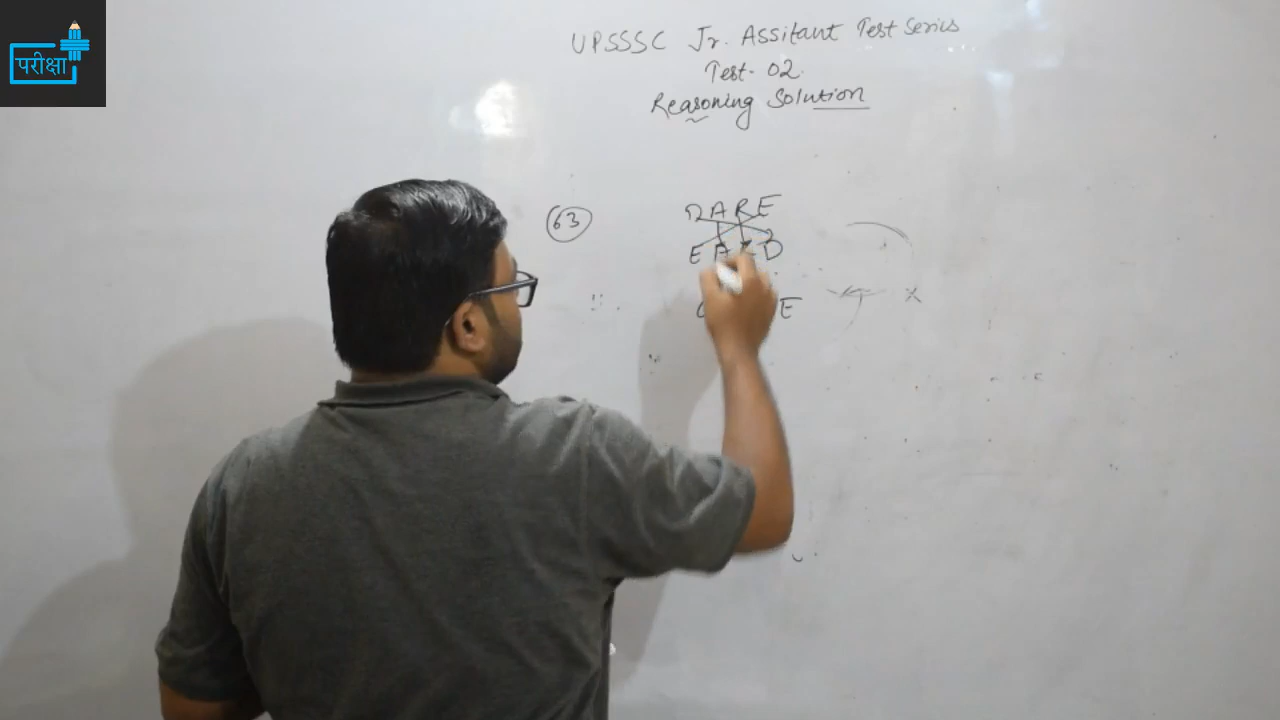 परीक्षा
UPSSSC Jr. Assitant Test Series
Test- 02.
Reasoning Solution
63
DARE
E A D
E
X